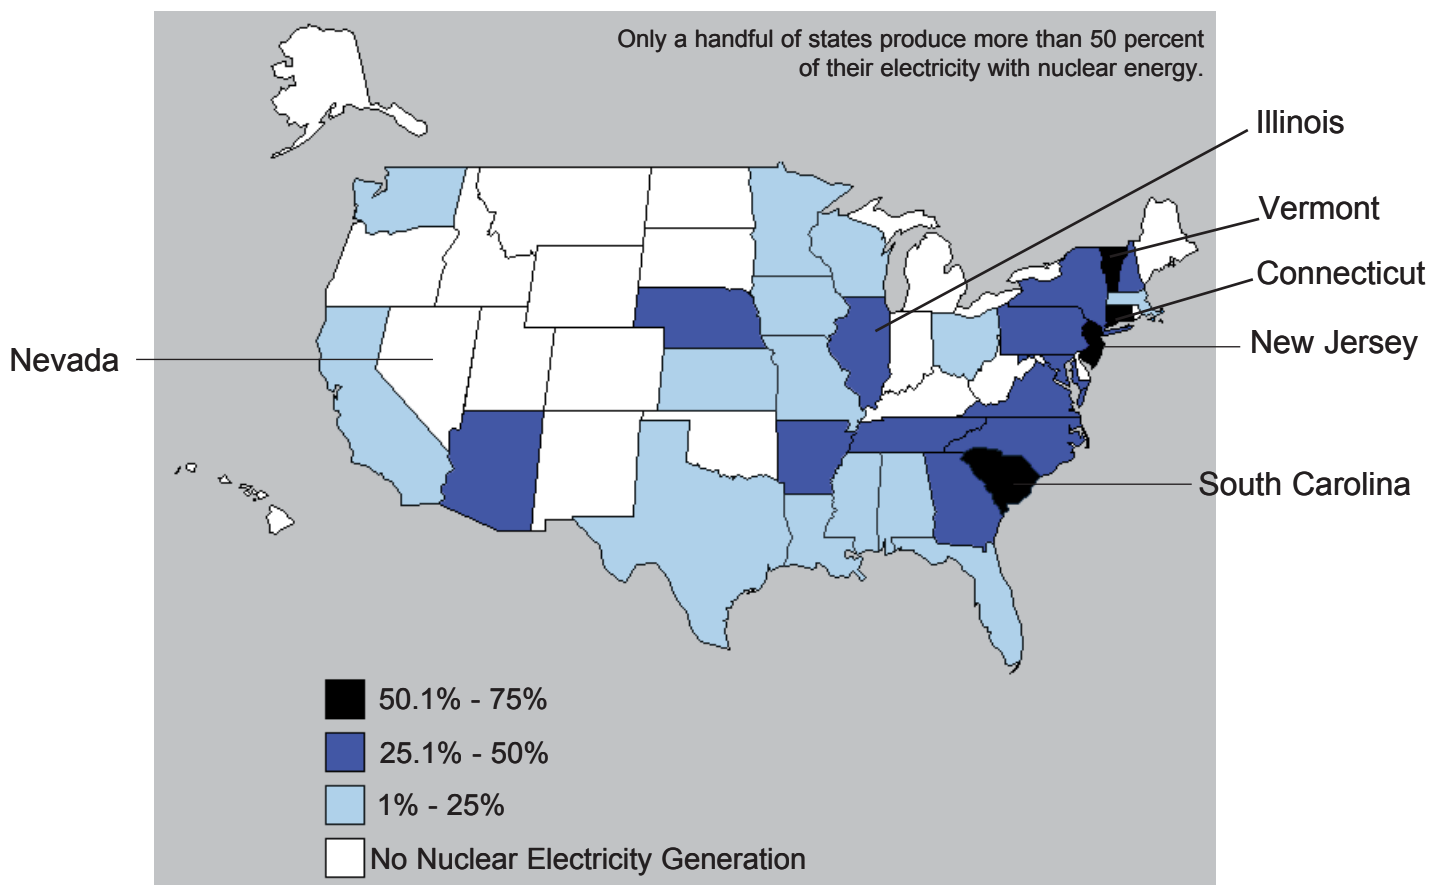 Only a handful of states produce more than 50 percent
of their electricity with nuclear energy.
Illinois
Vermont
Connecticut
New Jersey
Nevada
South Carolina
50.1% - 75%
25.1% - 50%
1% - 25%
No Nuclear Electricity Generation